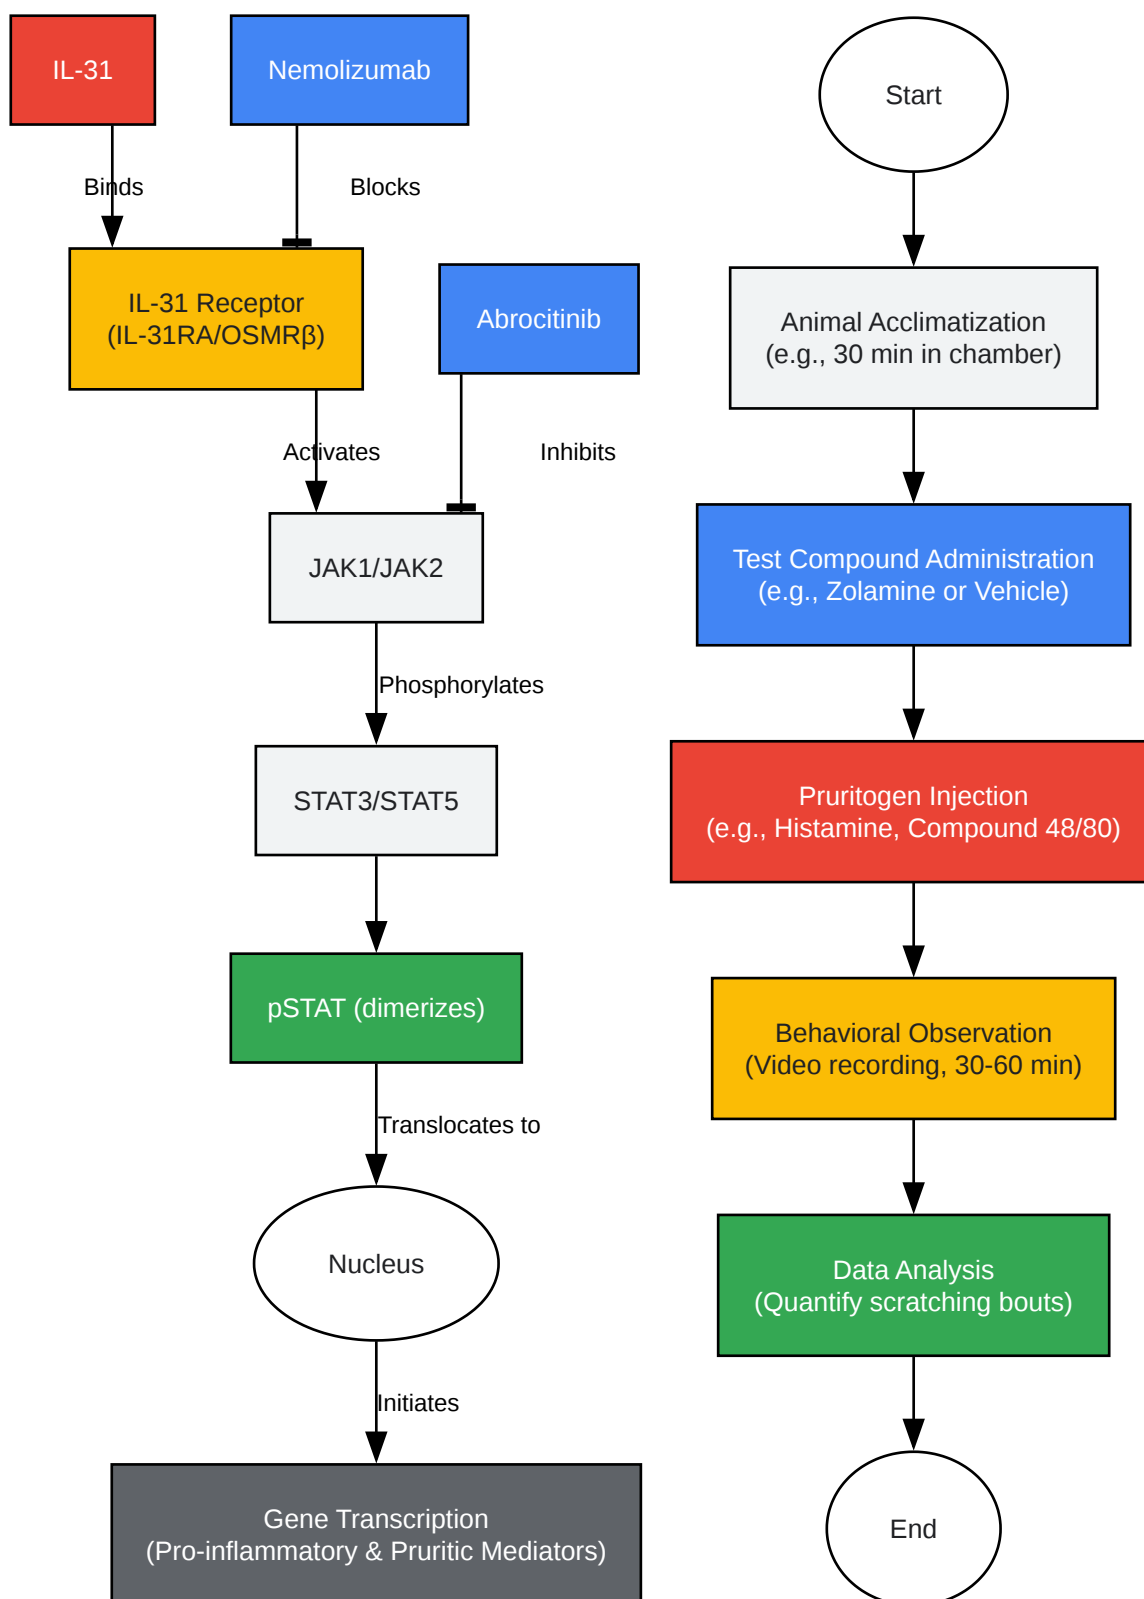 IL-31
Nemolizumab
Binds
Blocks
IL-31 Receptor
(IL-31RA/OSMRβ)
Abrocitinib
Activates
Inhibits
JAK1/JAK2
Phosphorylates
STAT3/STAT5
pSTAT (dimerizes)
Translocates to
Nucleus
Initiates
Gene Transcription
(Pro-inflammatory & Pruritic Mediators)
Start
Animal Acclimatization
(e.g., 30 min in chamber)
Test Compound Administration
(e.g., Zolamine or Vehicle)
Pruritogen Injection
(e.g., Histamine, Compound 48/80)
Behavioral Observation
(Video recording, 30-60 min)
Data Analysis
(Quantify scratching bouts)
End